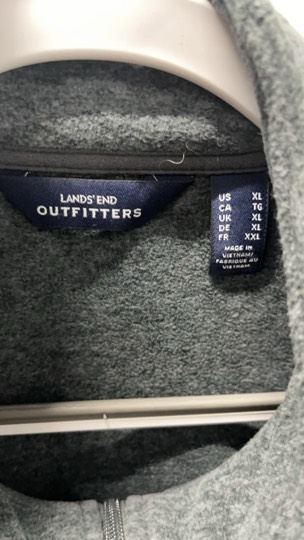 LANDS' END
OUTFITTERS
US XL
CA TG
UK XL
DE XL
FR XXL
MADE IN
VIETNAM/
FABRIQUÉ AU
VIETNAM